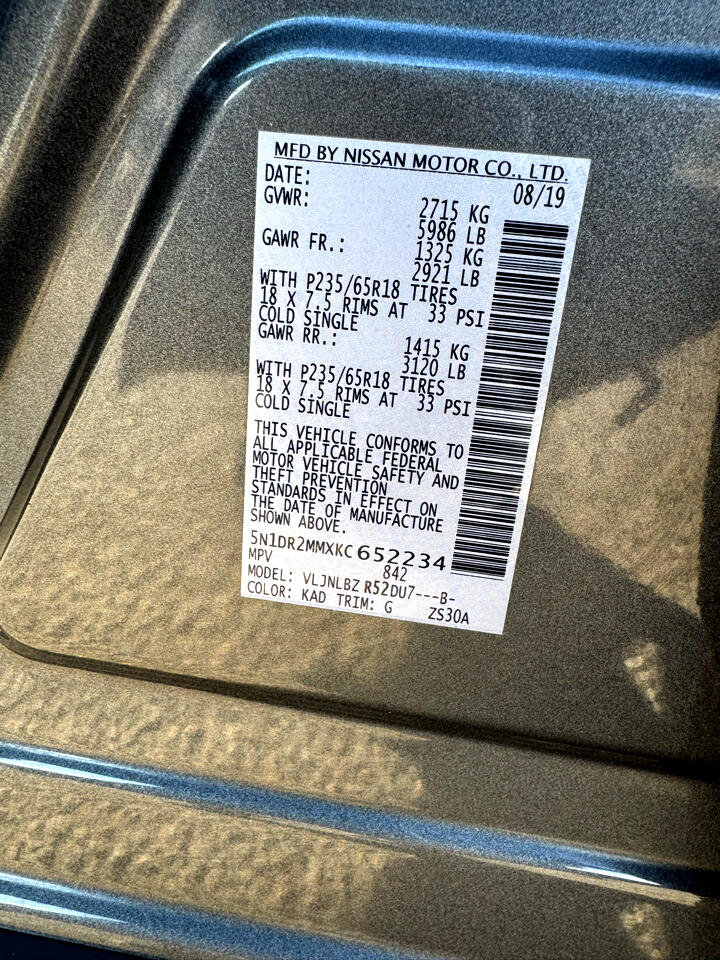 MFD BY NISSAN MOTOR CO., LTD.
DATE: 08/19
GVWR: 2715 KG
5986 LB
GAWR FR.: 1325 KG
2921 LB
WITH P235/65R18 TIRES
18 X 7.5 RIMS AT 33 PSI
COLD SINGLE
GAWR RR.: 1415 KG
3120 LB
WITH P235/65R18 TIRES
18 X 7.5 RIMS AT 33 PSI
COLD SINGLE
THIS VEHICLE CONFORMS TO
ALL APPLICABLE FEDERAL
MOTOR VEHICLE SAFETY AND
THEFT PREVENTION
STANDARDS IN EFFECT ON
THE DATE OF MANUFACTURE
SHOWN ABOVE.
5N1DR2MMXKC652234
MPV 842
MODEL: VLJNLBZ R52DU7---B-
COLOR: KAD TRIM: G ZS30A